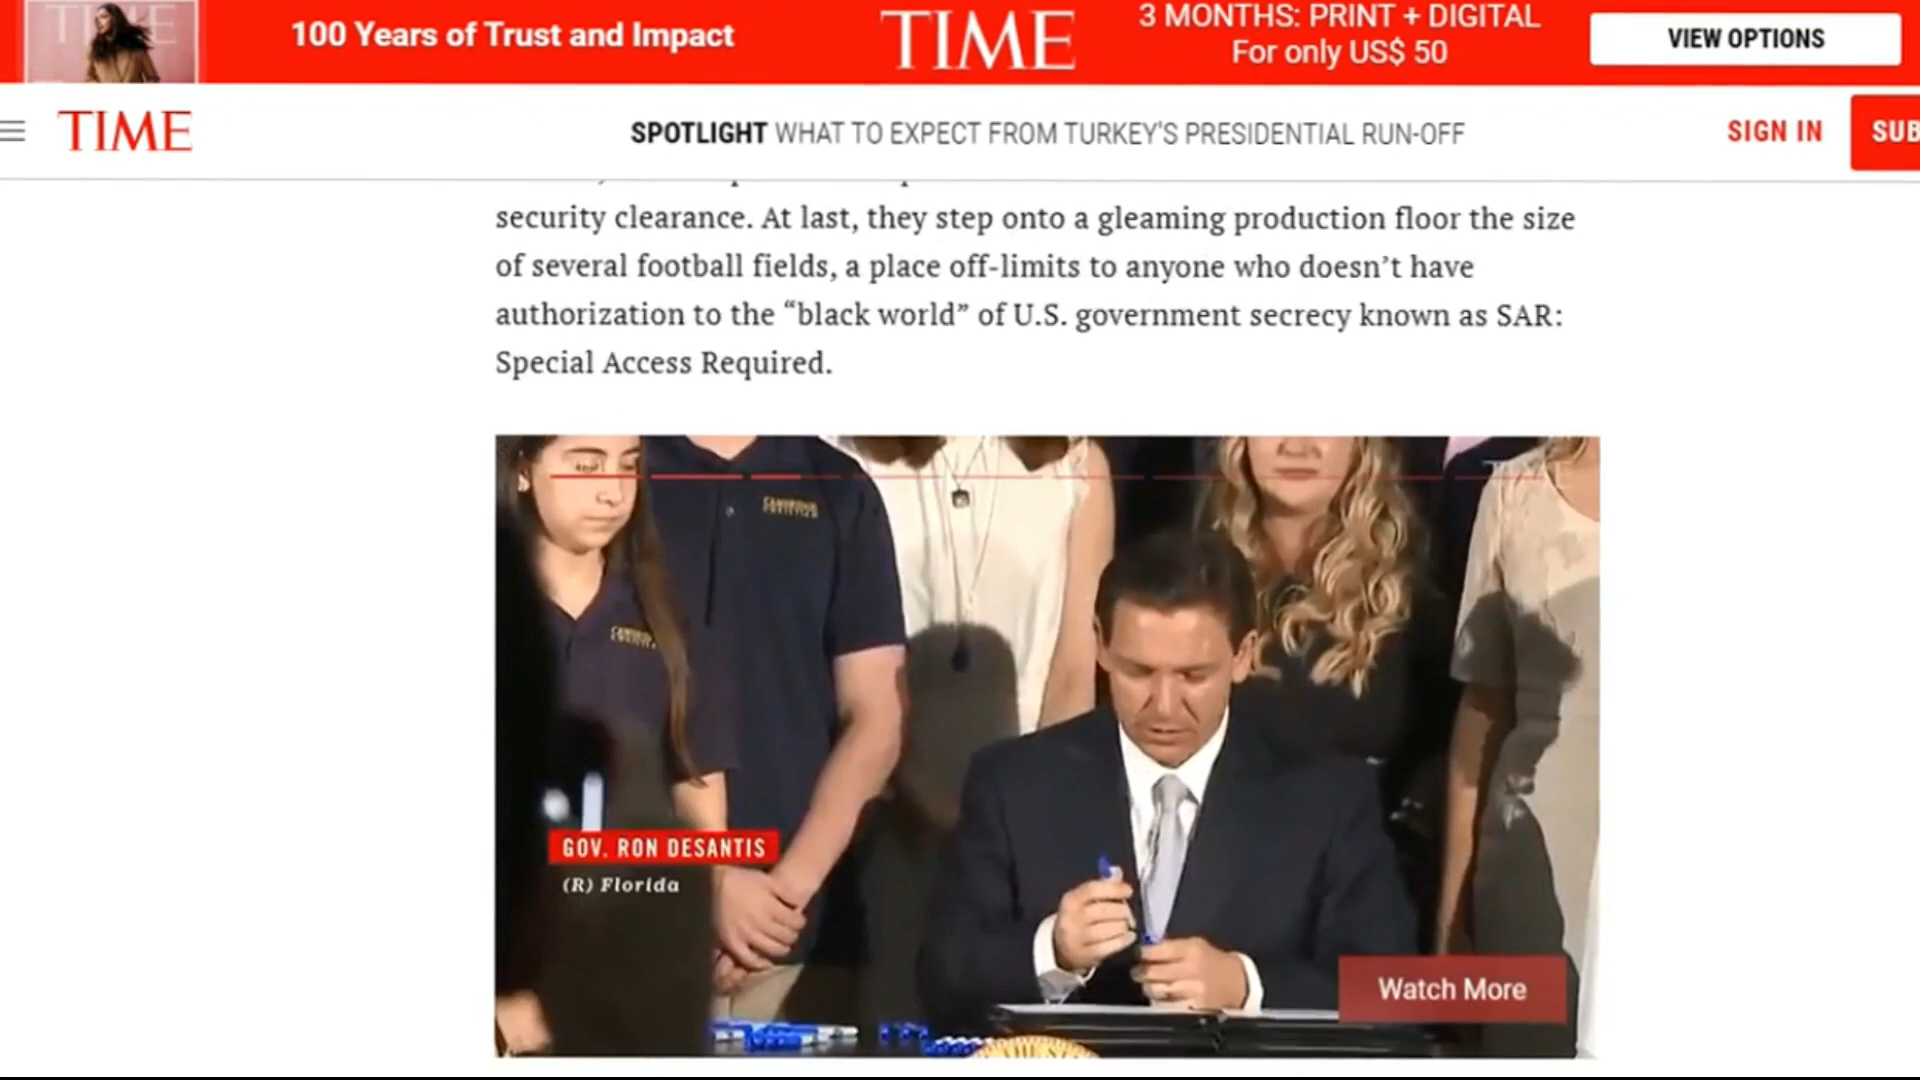 TIME
100 Years of Trust and Impact
TIME
3 MONTHS: PRINT + DIGITAL
For only US$ 50
VIEW OPTIONS
TIME
SPOTLIGHT WHAT TO EXPECT FROM TURKEY'S PRESIDENTIAL RUN-OFF
SIGN IN
SUB
security clearance. At last, they step onto a gleaming production floor the size
of several football fields, a place off-limits to anyone who doesn’t have
authorization to the “black world” of U.S. government secrecy known as SAR:
Special Access Required.
TIME
GOV. RON DESANTIS
(R) Florida
Watch More